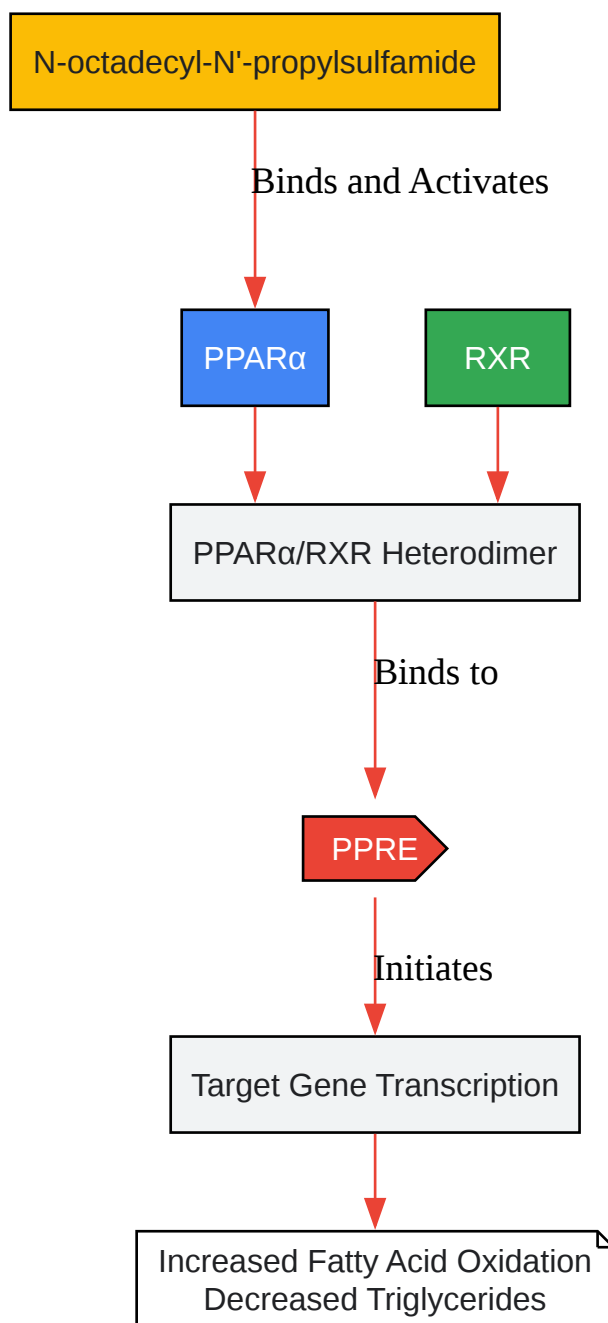 N-octadecyl-N'-propylsulfamide
Binds and Activates
PPARα
RXR
PPARα/RXR Heterodimer
Binds to
PPRE
Initiates
Target Gene Transcription
Increased Fatty Acid Oxidation
Decreased Triglycerides